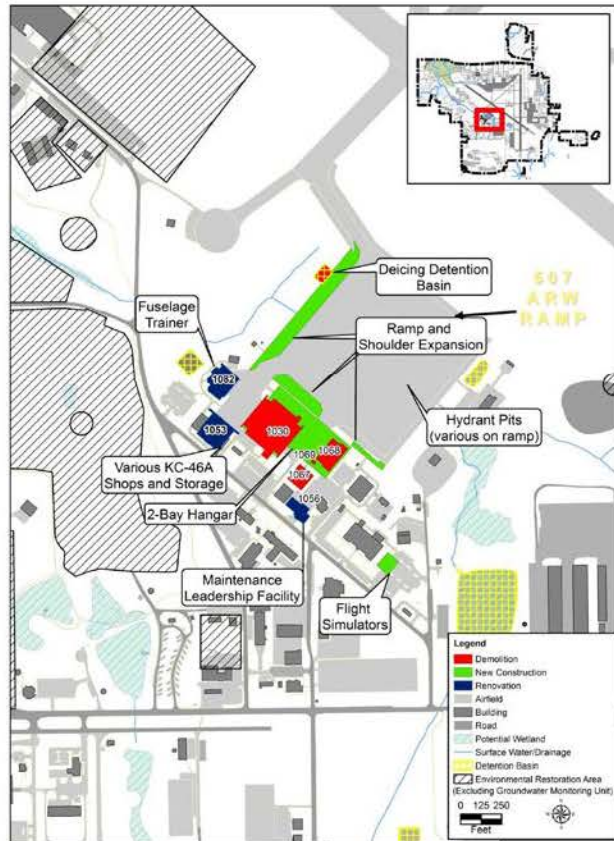 Deicing Detention
Basin
607
ARW
RAMP
Fuselage
Trainer
Ramp and
Shoulder Expansion
1082
1053
1030
1068
1069
1067
1056
Hydrant Pits
(various on ramp)
Various KC-46A
Shops and Storage
2-Bay Hangar
Maintenance
Leadership Facility
Flight
Simulators
Legend
Demolition
New Construction
Renovation
Airfield
Building
Road
Potential Wetland
Surface Water/Drainage
Detention Basin
Environmental Restoration Area
(Excluding Groundwater Monitoring Unit)
0 125 250
Feet